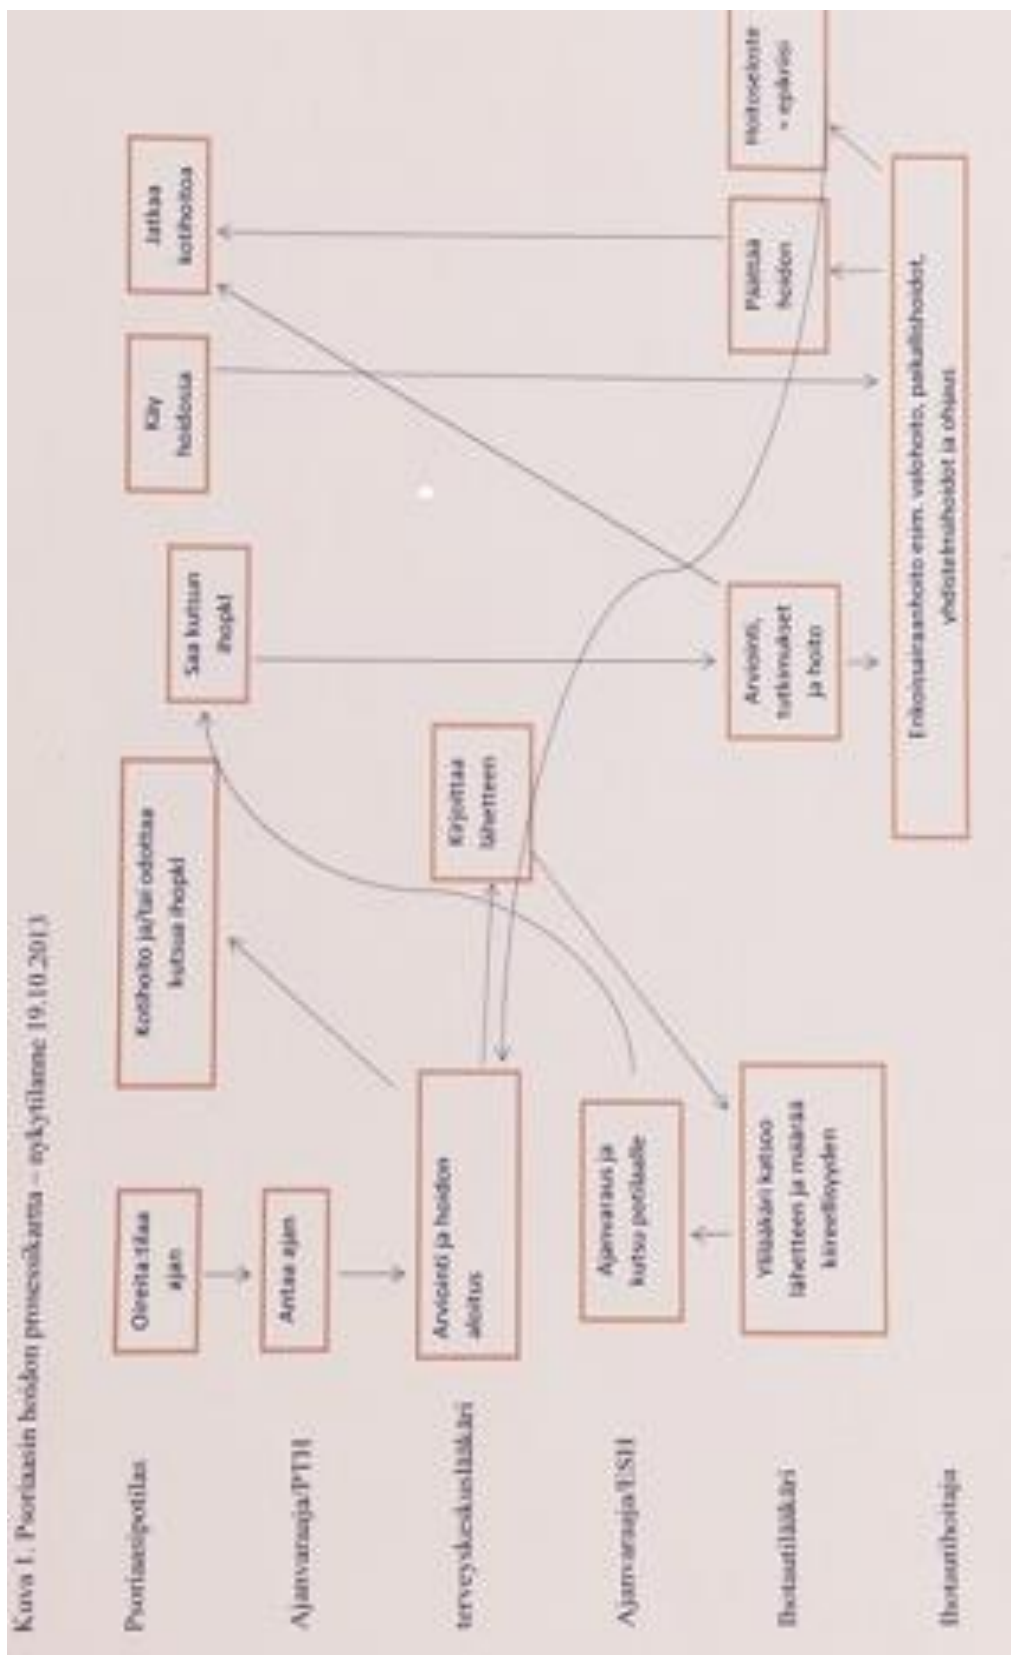 Kuva 1. Psoriaasin hoidon prosessikartta – nykytilanne 19.10.2013
Psoriaasipotilas
Oireita:tilaa
ajan
Kotihoito ja/tai odottaa
kutsua ihopkl
Saa kutsun
ihopkl
Käy
hoidossa
Jatkaa
kotihoitoa
Ajanvaraaja/PTH
Antaa ajan
terveyskeskuslääkäri
Arviointi ja hoidon
aloitus
Kirjoittaa
lähetteen
Ajanvaraaja/ESH
Ajanvaraus ja
kutsu potilaalle
Ihotautilääkäri
Ylilääkäri katsoo
lähetteen ja määrää
kiireellisyyden
Arviointi,
tutkimukset
ja hoito
Päättää
hoidon
Hoitoseloste
= epikriisi
Ihotautihoitaja
Erikoissairaanhoito esim. valohoito, paikallishoidot,
yhdistelmähoidot ja ohjaus